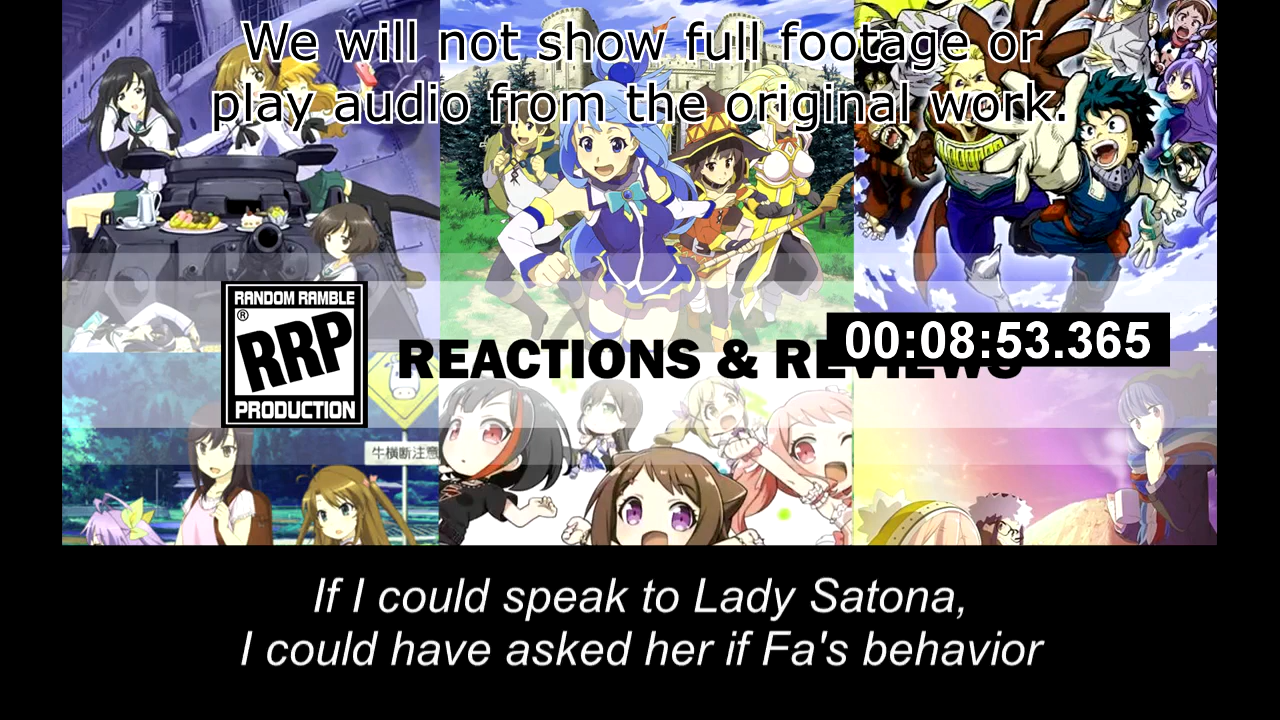 We will not show full footage or
play audio from the original work.
RANDOM RAMBLE
®
RRP
PRODUCTION
REACTIONS & REVIEWS
00:08:53.365
牛横断注意
If I could speak to Lady Satona,
I could have asked her if Fa's behavior